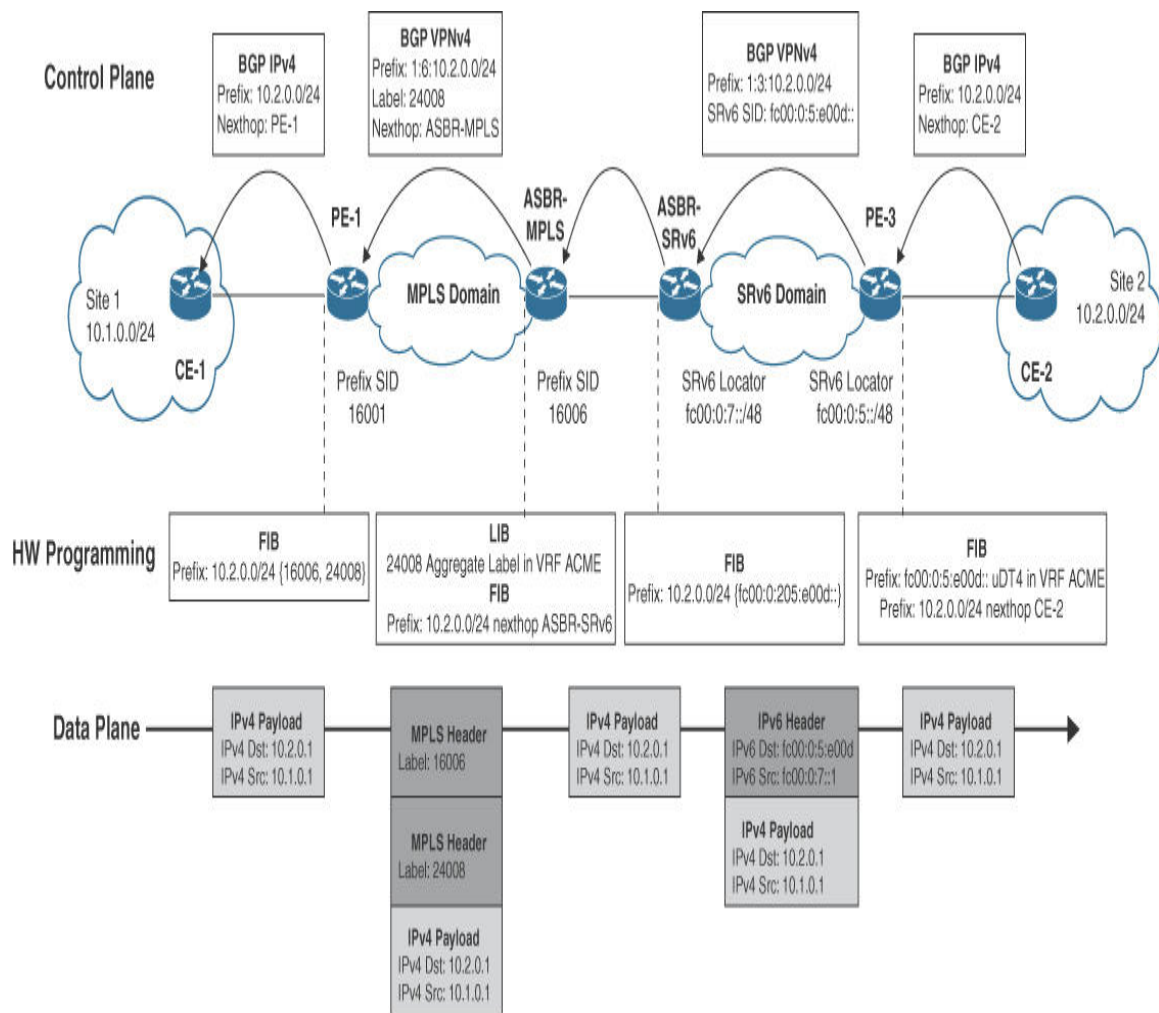 Control Plane
BGP IPv4
Prefix: 10.2.0.0/24
Nexthop: PE-1
BGP VPNv4
Prefix: 1:6:10.2.0.0/24
Label: 24008
Nexthop: ASBR-MPLS
BGP VPNv4
Prefix: 1:3:10.2.0.0/24
SRv6 SID: fc00:0:5:e00d::
BGP IPv4
Prefix: 10.2.0.0/24
Nexthop: CE-2
PE-1
ASBR-
MPLS
ASBR-
SRv6
PE-3
Site 1
10.1.0.0/24
CE-1
MPLS Domain
SRv6 Domain
Site 2
10.2.0.0/24
CE-2
Prefix SID
16001
Prefix SID
16006
SRv6 Locator
fc00:0:7::/48
SRv6 Locator
fc00:0:5::/48
HW Programming
FIB
Prefix: 10.2.0.0/24 {16006, 24008}
LIB
24008 Aggregate Label in VRF ACME
FIB
Prefix: 10.2.0.0/24 nexthop ASBR-SRv6
FIB
Prefix: 10.2.0.0/24 {fc00:0:205:e00d::}
FIB
Prefix: fc00:0:5:e00d:: uDT4 in VRF ACME
Prefix: 10.2.0.0/24 nexthop CE-2
Data Plane
IPv4 Payload
IPv4 Dst: 10.2.0.1
IPv4 Src: 10.1.0.1
MPLS Header
Label: 16006
MPLS Header
Label: 24008
IPv4 Payload
IPv4 Dst: 10.2.0.1
IPv4 Src: 10.1.0.1
IPv4 Payload
IPv4 Dst: 10.2.0.1
IPv4 Src: 10.1.0.1
IPv6 Header
IPv6 Dst: fc00:0:5:e00d
IPv6 Src: fc00:0:7::1
IPv4 Payload
IPv4 Dst: 10.2.0.1
IPv4 Src: 10.1.0.1
IPv4 Payload
IPv4 Dst: 10.2.0.1
IPv4 Src: 10.1.0.1